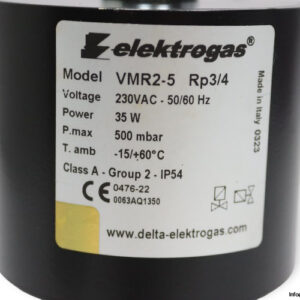 elektrogas®
Model VMR2-5 Rp3/4
Voltage 230VAC - 50/60 Hz
Power 35 W
P.max 500 mbar
T. amb -15/+60°C
Class A - Group 2 - IP54
CE 0476-22
0063AQ1350
www.delta-elektrogas.com
Made in Italy 0323